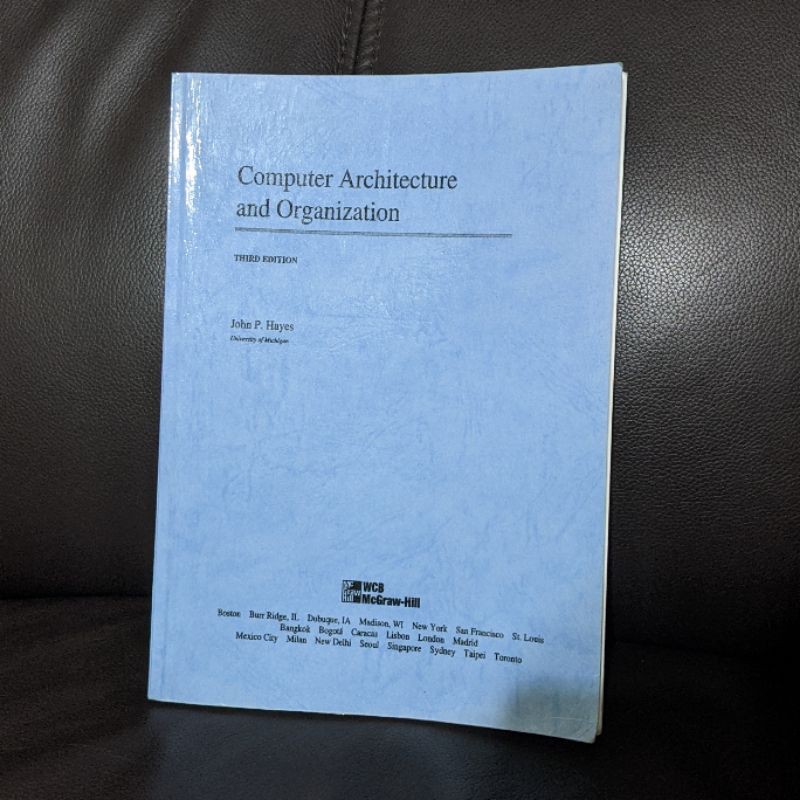 Computer Architecture
and Organization
THIRD EDITION
John P. Hayes
University of Michigan
WCB
McGraw-Hill
Boston Burr Ridge, IL Dubuque, IA Madison, WI New York San Francisco St. Louis
Bangkok Bogotá Caracas Lisbon London Madrid
Mexico City Milan New Delhi Seoul Singapore Sydney Taipei Toronto